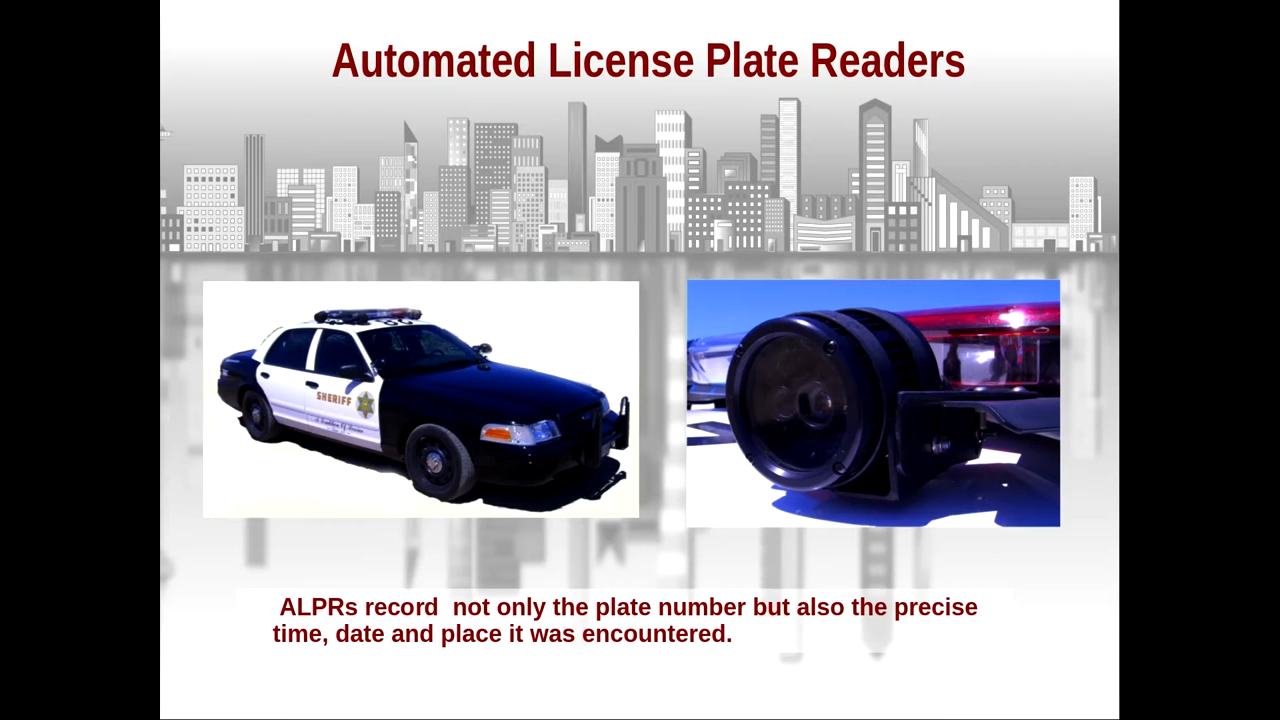 Automated License Plate Readers
SHERIFF
ALPRs record  not only the plate number but also the precise
time, date and place it was encountered.